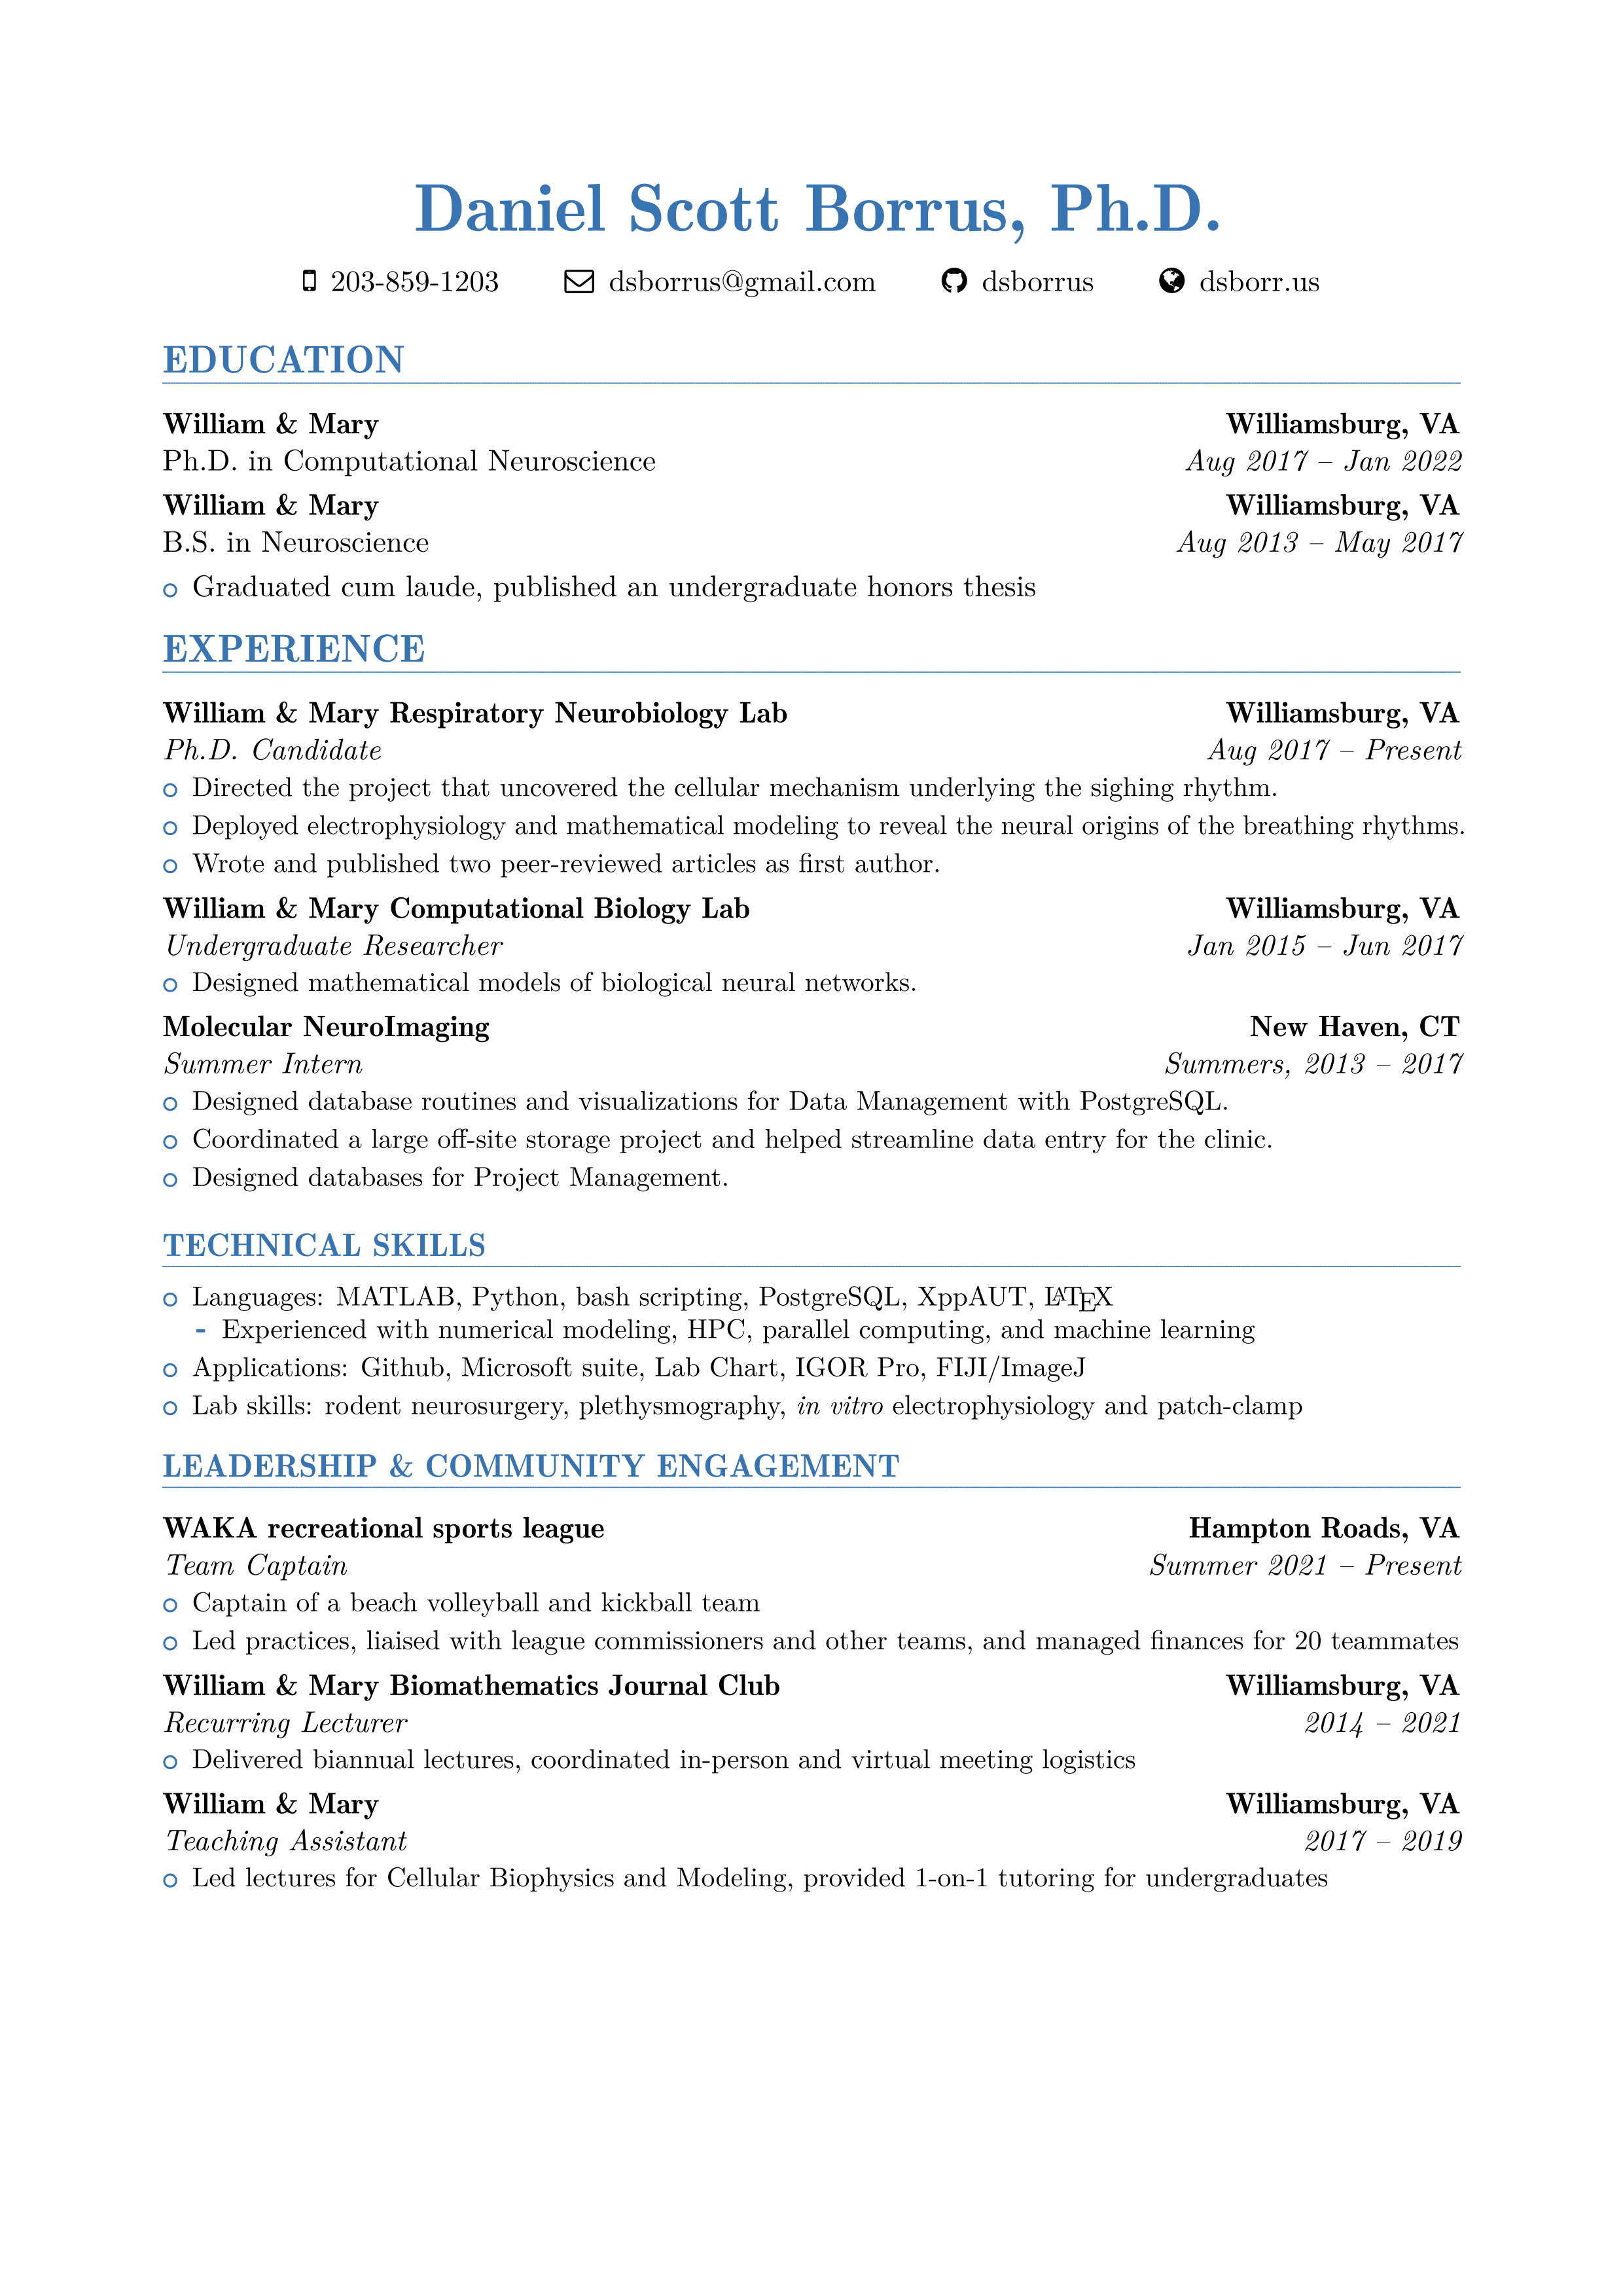 Daniel Scott Borrus, Ph.D.
203-859-1203 dsborrus@gmail.com dsborrus dsborr.us
EDUCATION
William & Mary Williamsburg, VA
Ph.D. in Computational Neuroscience Aug 2017 – Jan 2022
William & Mary Williamsburg, VA
B.S. in Neuroscience Aug 2013 – May 2017
Graduated cum laude, published an undergraduate honors thesis
EXPERIENCE
William & Mary Respiratory Neurobiology Lab Williamsburg, VA
Ph.D. Candidate Aug 2017 – Present
Directed the project that uncovered the cellular mechanism underlying the sighing rhythm.
Deployed electrophysiology and mathematical modeling to reveal the neural origins of the breathing rhythms.
Wrote and published two peer-reviewed articles as first author.
William & Mary Computational Biology Lab Williamsburg, VA
Undergraduate Researcher Jan 2015 – Jun 2017
Designed mathematical models of biological neural networks.
Molecular NeuroImaging New Haven, CT
Summer Intern Summers, 2013 – 2017
Designed database routines and visualizations for Data Management with PostgreSQL.
Coordinated a large off-site storage project and helped streamline data entry for the clinic.
Designed databases for Project Management.
TECHNICAL SKILLS
Languages: MATLAB, Python, bash scripting, PostgreSQL, XppAUT, LATEX
- Experienced with numerical modeling, HPC, parallel computing, and machine learning
Applications: Github, Microsoft suite, Lab Chart, IGOR Pro, FIJI/ImageJ
Lab skills: rodent neurosurgery, plethysmography, in vitro electrophysiology and patch-clamp
LEADERSHIP & COMMUNITY ENGAGEMENT
WAKA recreational sports league Hampton Roads, VA
Team Captain Summer 2021 – Present
Captain of a beach volleyball and kickball team
Led practices, liaised with league commissioners and other teams, and managed finances for 20 teammates
William & Mary Biomathematics Journal Club Williamsburg, VA
Recurring Lecturer 2014 – 2021
Delivered biannual lectures, coordinated in-person and virtual meeting logistics
William & Mary Williamsburg, VA
Teaching Assistant 2017 – 2019
Led lectures for Cellular Biophysics and Modeling, provided 1-on-1 tutoring for undergraduates